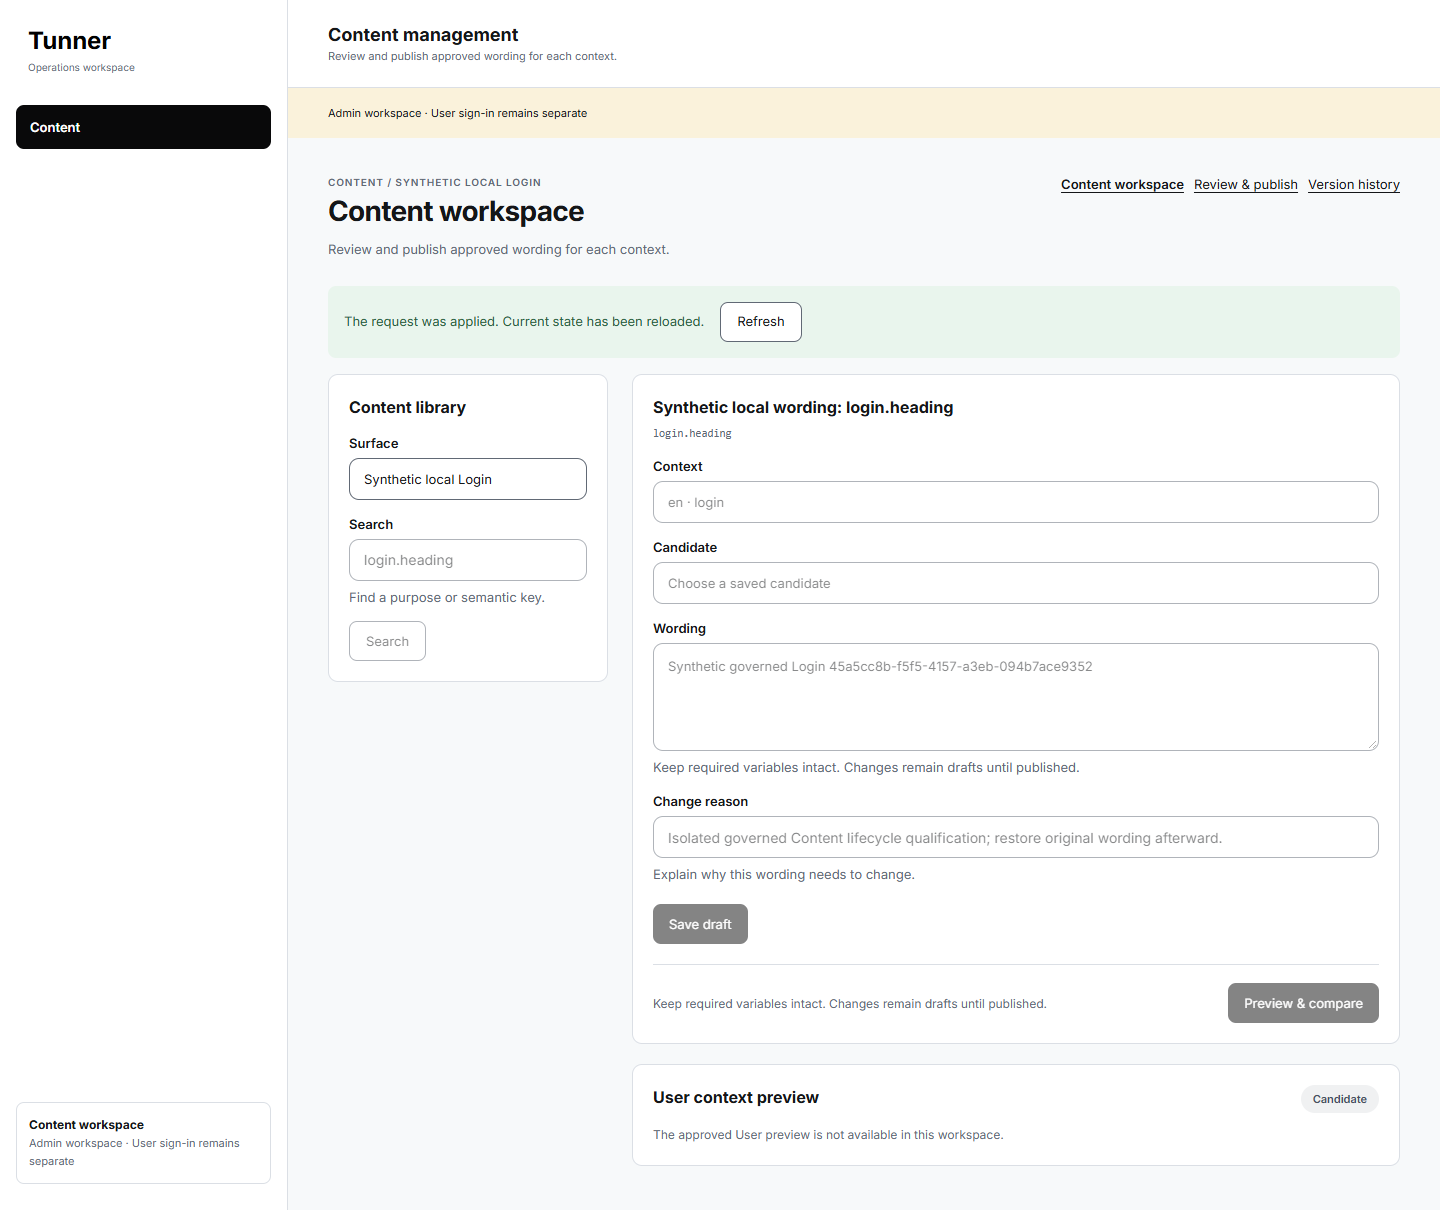 Tunner
Operations workspace
Content
Content workspace
Admin workspace · User sign-in remains
separate
Content management
Review and publish approved wording for each context.
Admin workspace · User sign-in remains separate
CONTENT / SYNTHETIC LOCAL LOGIN
Content workspace
Review and publish approved wording for each context.
Content workspace Review & publish Version history
The request was applied. Current state has been reloaded. Refresh
Content library
Surface
Synthetic local Login
Search
login.heading
Find a purpose or semantic key.
Search
Synthetic local wording: login.heading
login.heading
Context
en · login
Candidate
Choose a saved candidate
Wording
Synthetic governed Login 45a5cc8b-f5f5-4157-a3eb-094b7ace9352
Keep required variables intact. Changes remain drafts until published.
Change reason
Isolated governed Content lifecycle qualification; restore original wording afterward.
Explain why this wording needs to change.
Save draft
Keep required variables intact. Changes remain drafts until published.
Preview & compare
User context preview
Candidate
The approved User preview is not available in this workspace.